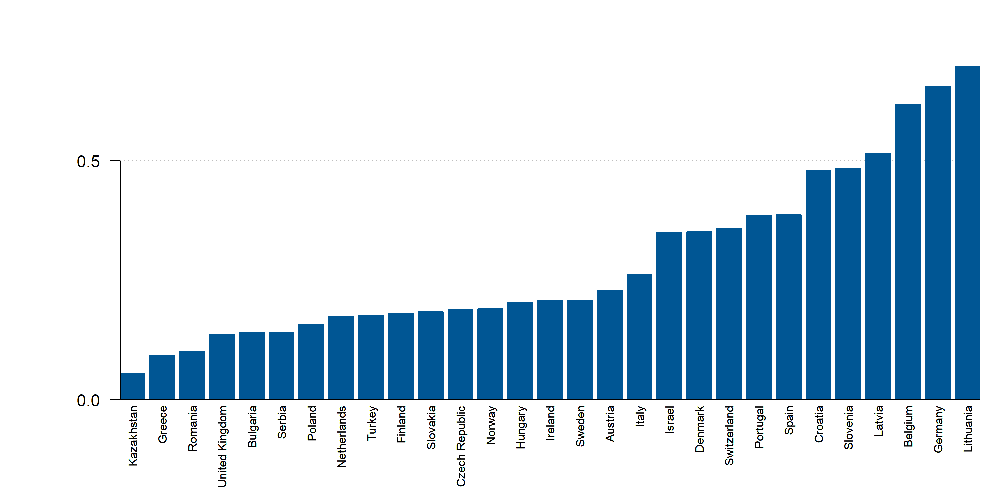 0.5
0.0
Kazakhstan
Greece
Romania
United Kingdom
Bulgaria
Serbia
Poland
Netherlands
Turkey
Finland
Slovakia
Czech Republic
Norway
Hungary
Ireland
Sweden
Austria
Italy
Israel
Denmark
Switzerland
Portugal
Spain
Croatia
Slovenia
Latvia
Belgium
Germany
Lithuania